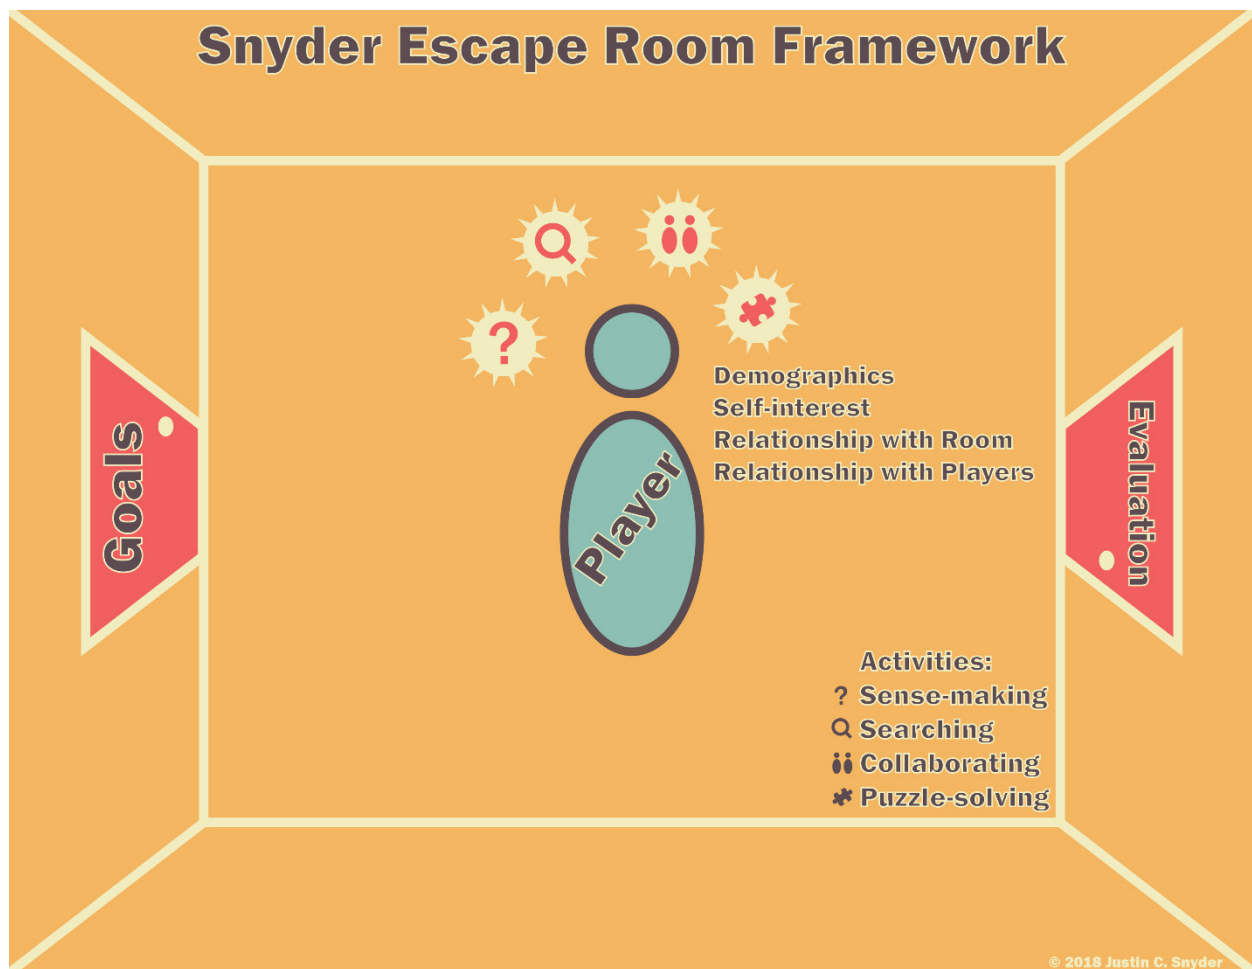 Snyder Escape Room Framework
Goals
Player
Demographics
Self-interest
Relationship with Room
Relationship with Players
Evaluation
Activities:
? Sense-making
Searching
Collaborating
Puzzle-solving
© 2018 Justin C. Snyder